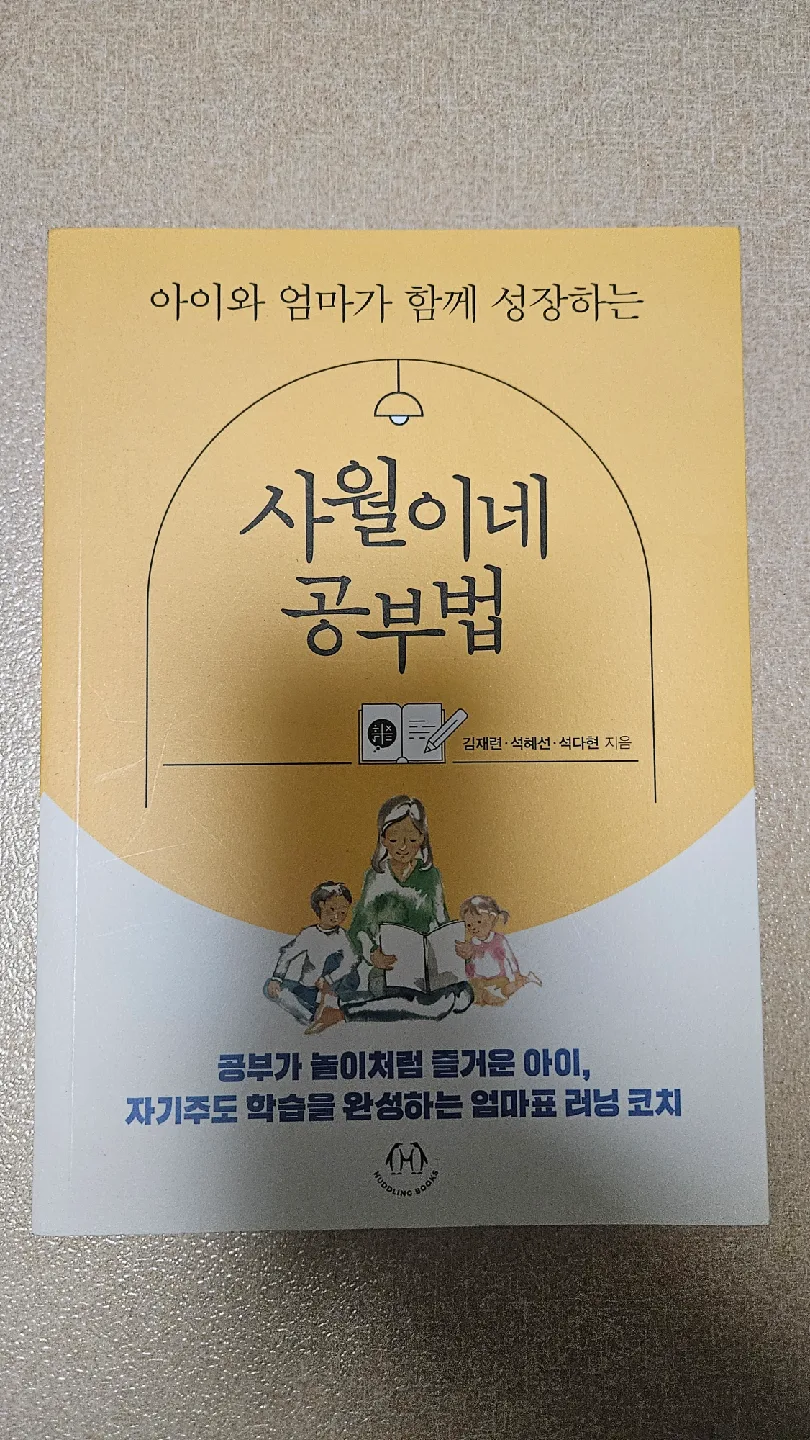 아이와 엄마가 함께 성장하는
사월이네
공부법
김재련·석혜선·석다현 지음
공부가 놀이처럼 즐거운 아이,
자기주도 학습을 완성하는 엄마표 러닝 코치
HUDDLING BOOKS